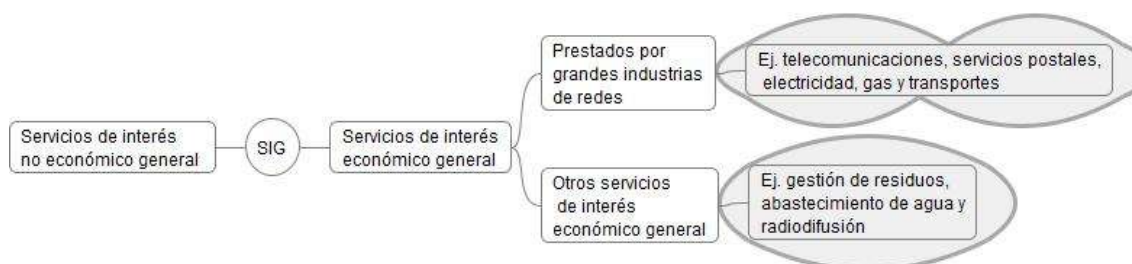 Servicios de interés
no económico general
SIG
Servicios de interés
económico general
Prestados por
grandes industrias
de redes
Ej. telecomunicaciones, servicios postales,
electricidad, gas y transportes
Otros servicios
de interés
económico general
Ej. gestión de residuos,
abastecimiento de agua y
radiodifusión